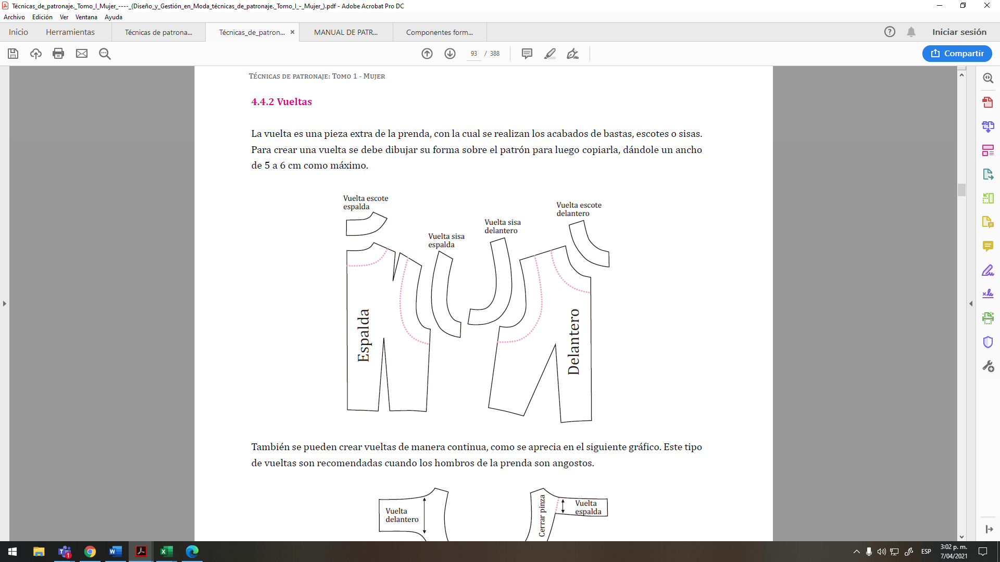 Técnicas_de_patronaje._Tomo_I_Mujer_----_(Diseño_y_Gestión_en_Moda_técnicas_de_patronaje._Tomo_I_-_Mujer_).pdf - Adobe Acrobat Pro DC
Archivo Edición Ver Ventana Ayuda
Inicio Herramientas Técnicas de patrona... Técnicas_de_patron... × MANUAL DE PATR... Componentes form... Iniciar sesión
93 / 388 Compartir
Técnicas de patronaje: Tomo 1 - Mujer
4.4.2 Vueltas
La vuelta es una pieza extra de la prenda, con la cual se realizan los acabados de bastas, escotes o sisas.
Para crear una vuelta se debe dibujar su forma sobre el patrón para luego copiarla, dándole un ancho
de 5 a 6 cm como máximo.
Vuelta escote
espalda
Vuelta sisa
espalda
Vuelta sisa
delantero
Vuelta escote
delantero
Espalda
Delantero
También se pueden crear vueltas de manera continua, como se aprecia en el siguiente gráfico. Este tipo
de vueltas son recomendadas cuando los hombros de la prenda son angostos.
Vuelta
delantero
Cerrar pinza
Vuelta
espalda
1
ESP
3:02 p. m.
7/04/2021